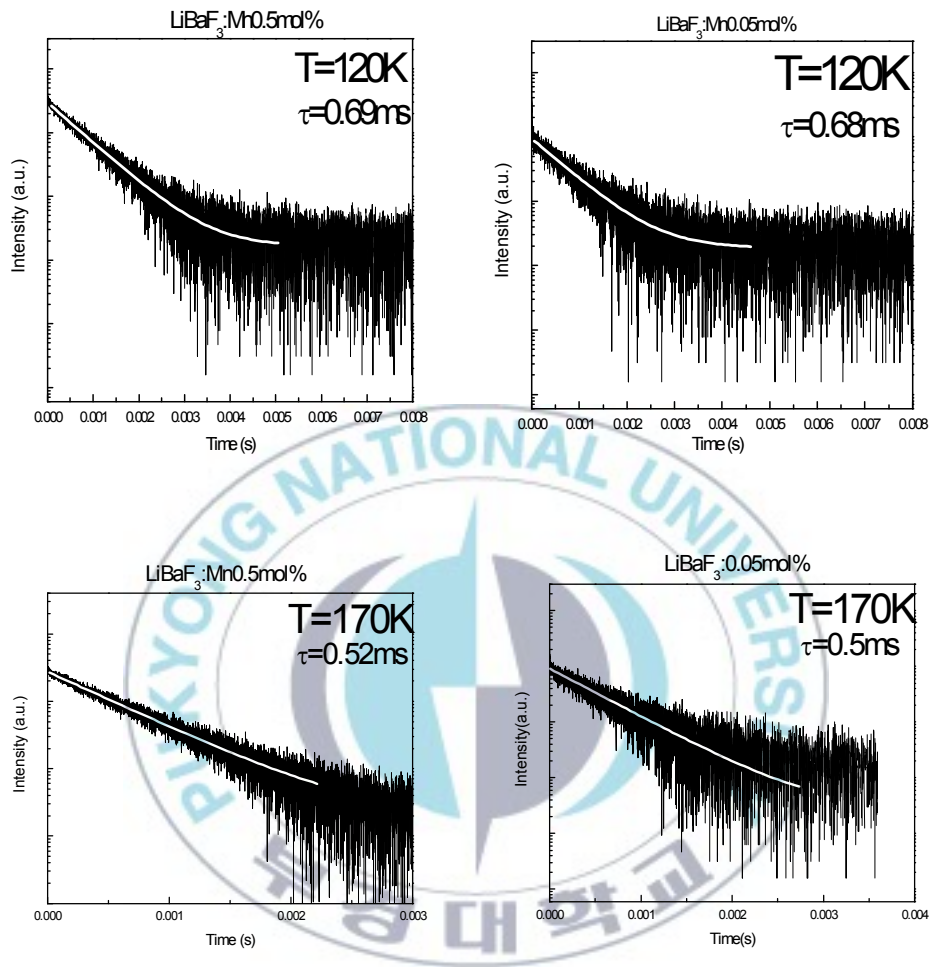 LiBaF3:Mn0.5mol%
T=120K
τ=0.69ms
Intensity (a.u.)
0.000 0.001 0.002 0.003 0.004 0.005 0.006 0.007 0.008
Time (s)
LiBaF3:Mn0.05mol%
T=120K
τ=0.68ms
Intensity (a.u.)
0.000 0.001 0.002 0.003 0.004 0.005 0.006 0.007 0.008
Time (s)
LiBaF3:Mn0.5mol%
T=170K
τ=0.52ms
Intensity (a.u.)
0.000 0.001 0.002 0.003
Time (s)
LiBaF3:0.05mol%
T=170K
τ=0.5ms
Intensity(a.u.)
0.000 0.001 0.002 0.003 0.004
Time(s)
PUKYONG NATIONAL UNIVERSI